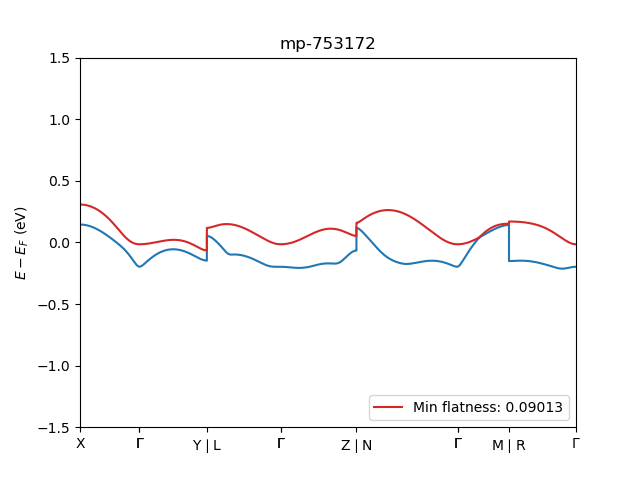 mp-753172
1.5
1.0
0.5
0.0
−0.5
−1.0
−1.5
E − E_F (eV)
Min flatness: 0.09013
X Γ Y | L Γ Z | N Γ M | R Γ